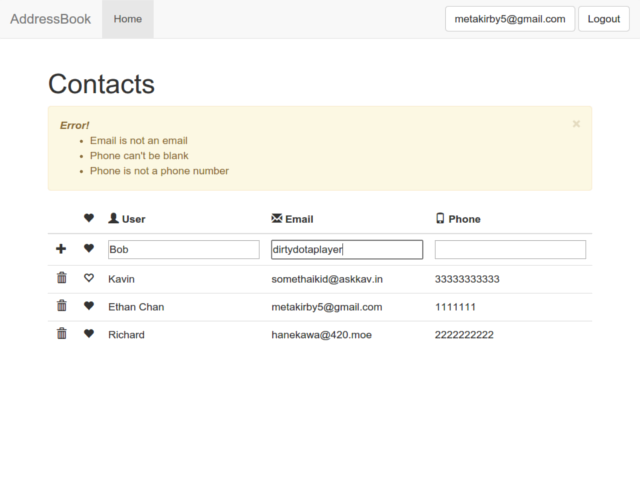 AddressBook Home metakirby5@gmail.com Logout
Contacts
Error!
Email is not an email
Phone can't be blank
Phone is not a phone number
User Email Phone
Bob dirtydotaplayer
Kavin somethaikid@askkav.in 33333333333
Ethan Chan metakirby5@gmail.com 1111111
Richard hanekawa@420.moe 2222222222